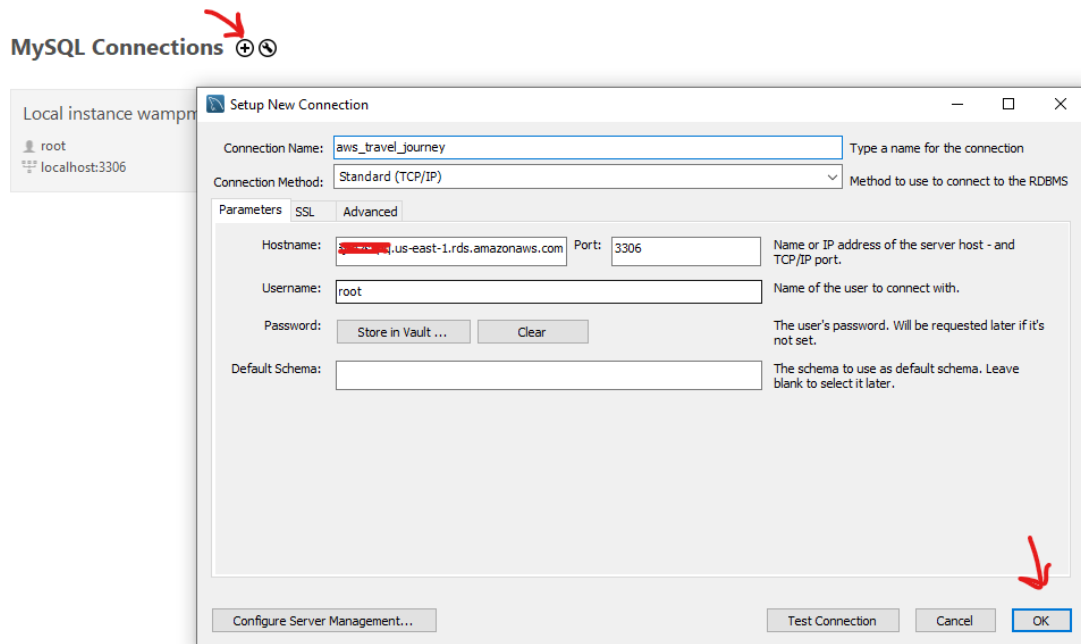 MySQL Connections
Setup New Connection
Local instance wampm
root
localhost:3306
Connection Name: aws_travel_journey Type a name for the connection
Connection Method: Standard (TCP/IP) Method to use to connect to the RDBMS
Parameters SSL Advanced
Hostname: .us-east-1.rds.amazonaws.com Port: 3306 Name or IP address of the server host - and
TCP/IP port.
Username: root Name of the user to connect with.
Password: Store in Vault ... Clear The user's password. Will be requested later if it's
not set.
Default Schema: The schema to use as default schema. Leave
blank to select it later.
Configure Server Management... Test Connection Cancel OK